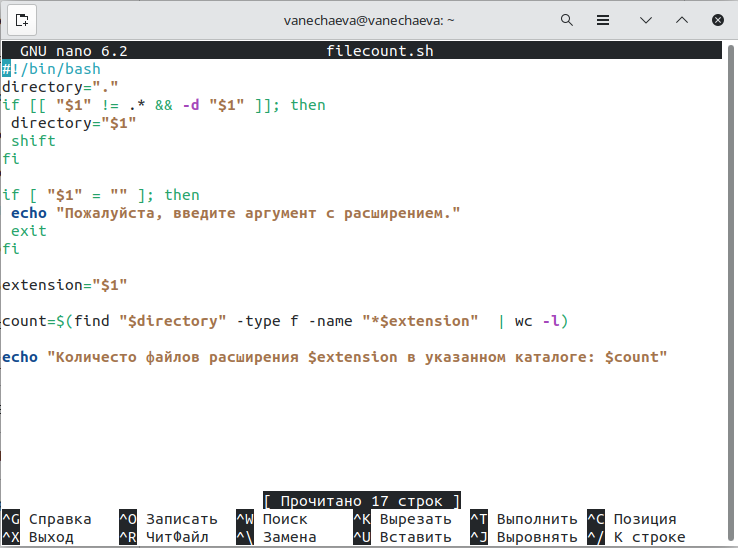 vanechaeva@vanechaeva: ~
GNU nano 6.2 filecount.sh
#!/bin/bash
directory="."
if [[ "$1" != .* && -d "$1" ]]; then
 directory="$1"
 shift
fi

if [ "$1" = "" ]; then
 echo "Пожалуйста, введите аргумент с расширением."
 exit
fi

extension="$1"

count=$(find "$directory" -type f -name "*$extension"  | wc -l)

echo "Количесто файлов расширения $extension в указанном каталоге: $count"

[ Прочитано 17 строк ]
^G Справка ^O Записать ^W Поиск ^K Вырезать ^T Выполнить ^C Позиция
^X Выход ^R ЧитФайл ^\ Замена ^U Вставить ^J Выровнять ^/ К строке